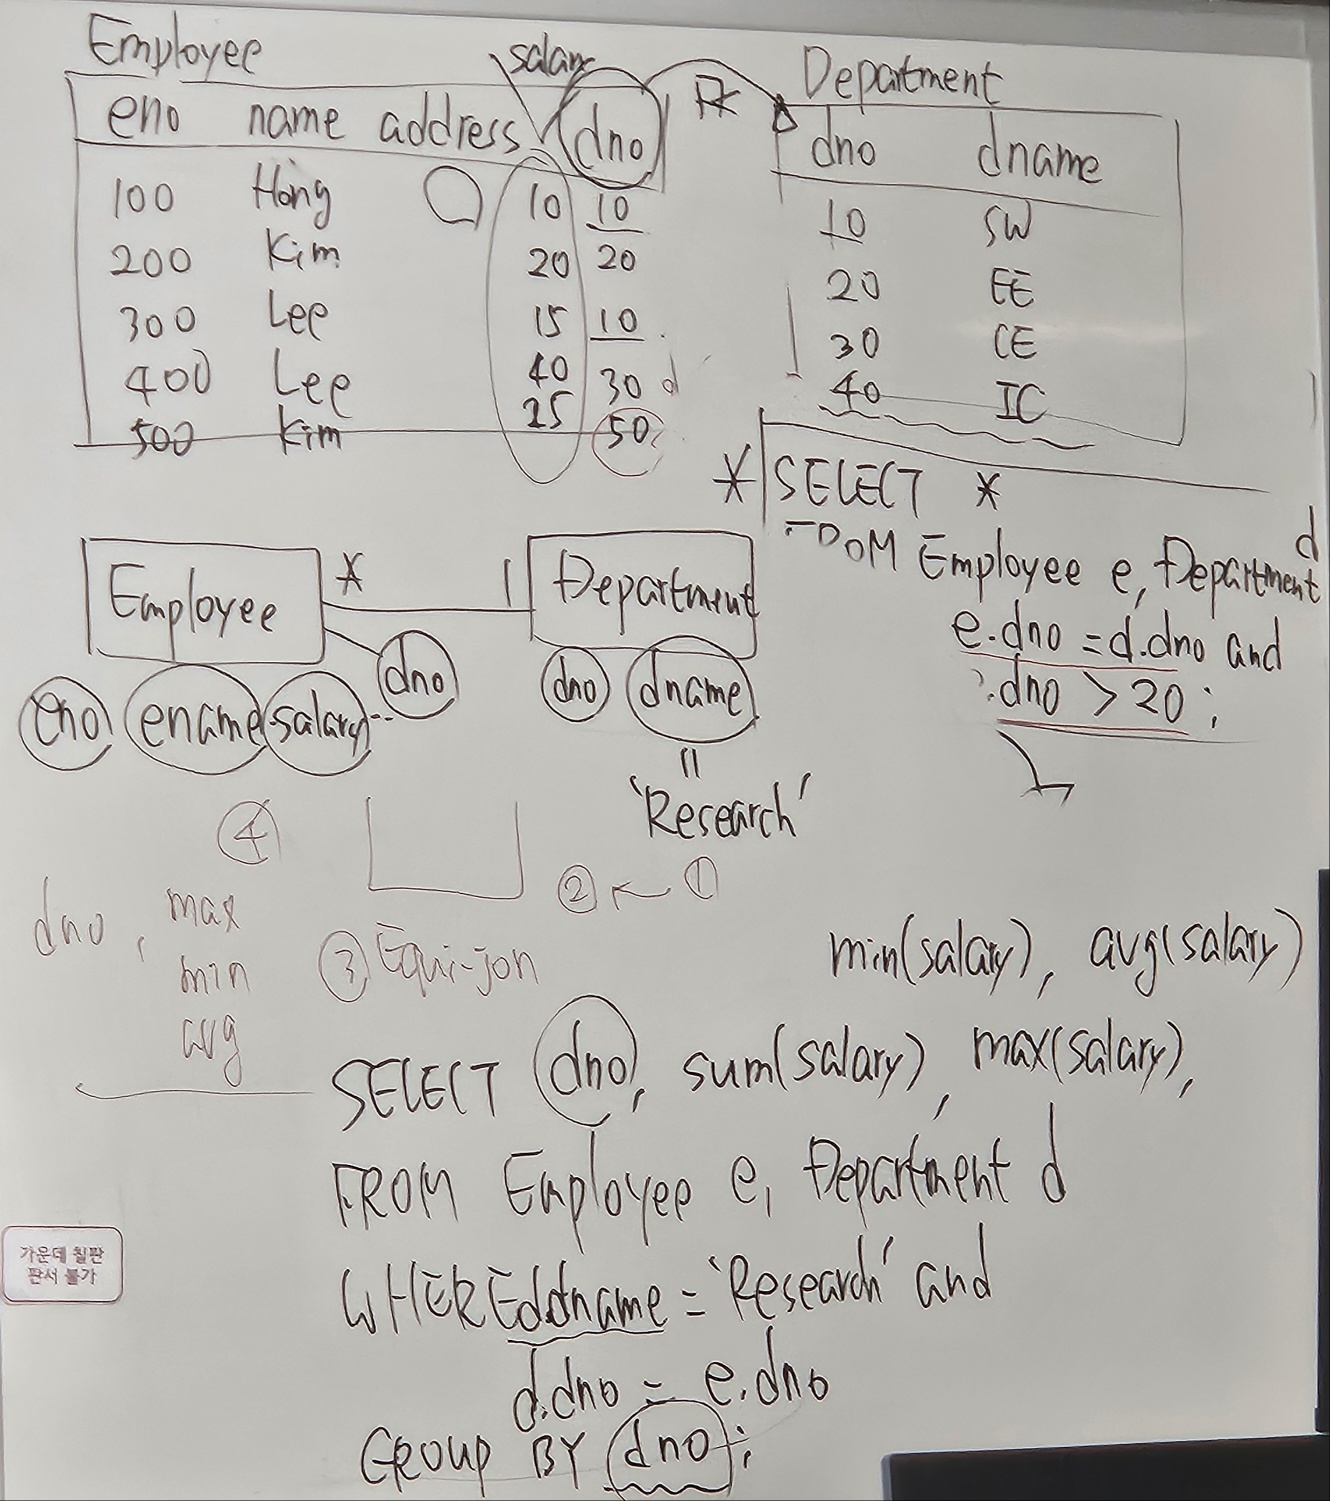 Employee
salary
eno name address dno
100 Hong 10 10
200 Kim 20 20
300 Lee 15 10
400 Lee 40 30 d
500 Kim 25 50
Department
dno dname
10 SW
20 EE
30 CE
40 IC
* SELECT *
FROM Employee e, Department d
e.dno = d.dno and
.dno > 20 ;
Employee * 1 Department
dno
eno ename salary --
dno dname
=
'Research'
④
② ← ①
dno , max
min
avg
③ Equi-jon
min(salary), avg(salary)
SELECT dno, sum(salary), max(salary),
FROM Employee e, Department d
WHERE d.dname = 'Research' and
d.dno = e.dno
GROUP BY dno ;
가운데 칠판
판서 불가